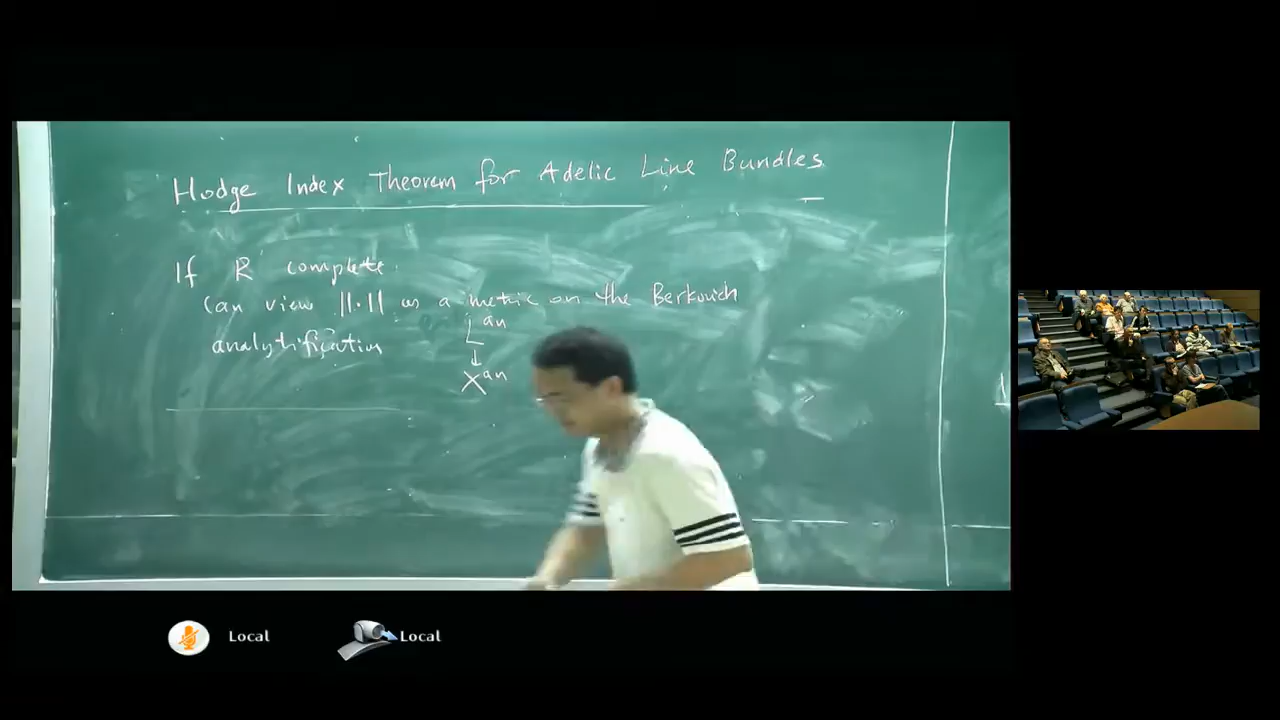 Hodge Index Theorem for Adelic Line Bundles
If R complete
Can view ||·|| as a metric on the Berkovich
analytification L^an
↓
X^an
Local
Local